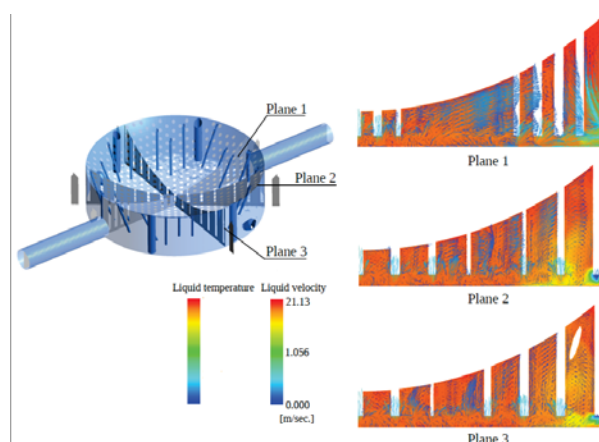 Plane 1
Plane 2
Plane 3
Liquid temperature
Liquid velocity
21.13
1.056
0.000
[m/sec.]
Plane 1
Plane 2
Plane 3